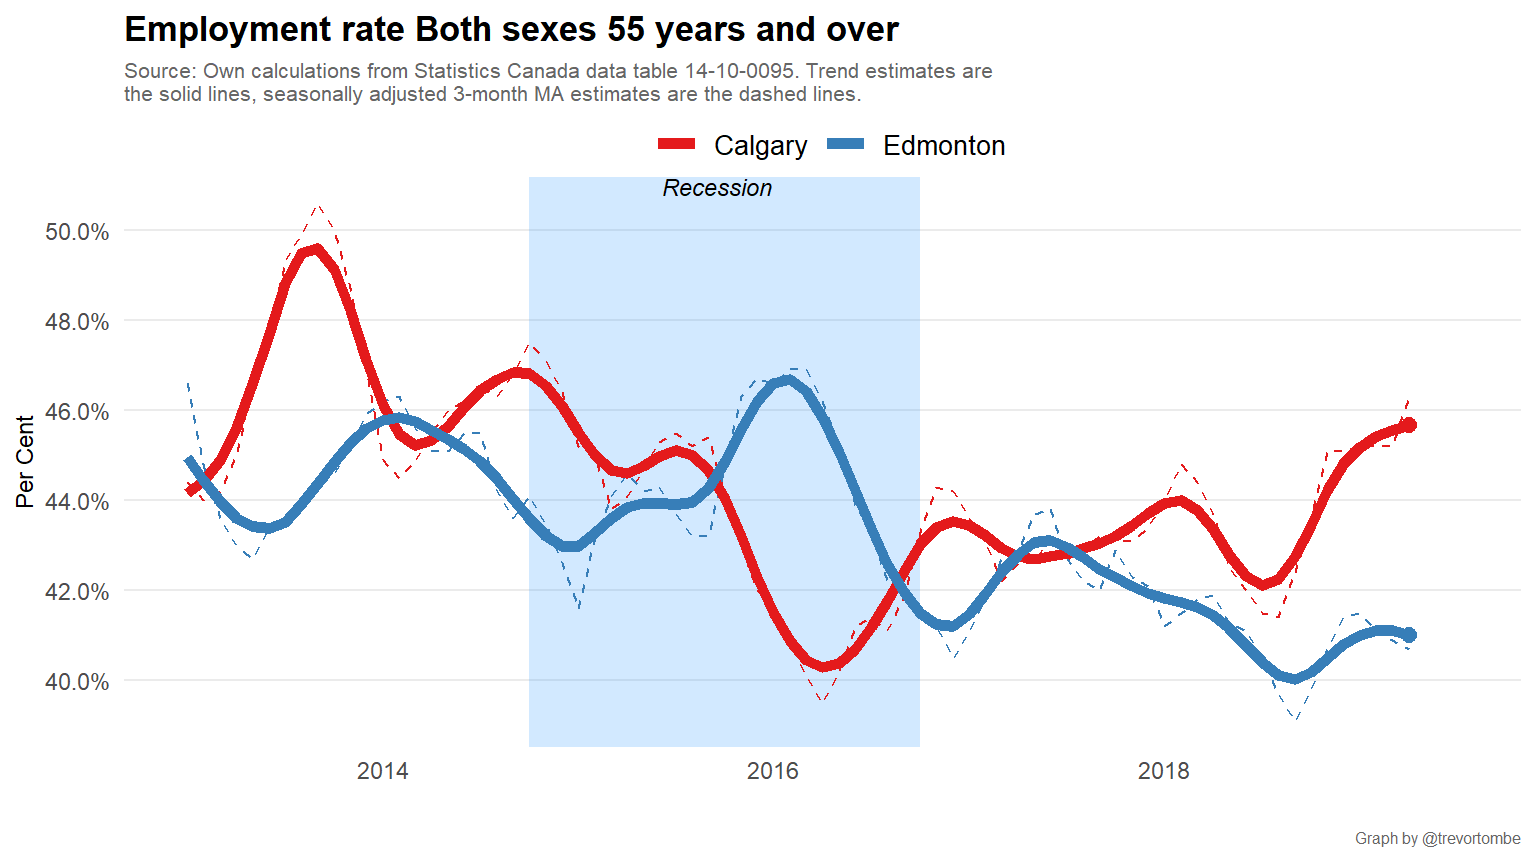 Employment rate Both sexes 55 years and over
Source: Own calculations from Statistics Canada data table 14-10-0095. Trend estimates are
the solid lines, seasonally adjusted 3-month MA estimates are the dashed lines.
Calgary Edmonton
Recession
50.0%
48.0%
46.0%
44.0%
42.0%
40.0%
Per Cent
2014 2016 2018
Graph by @trevortombe